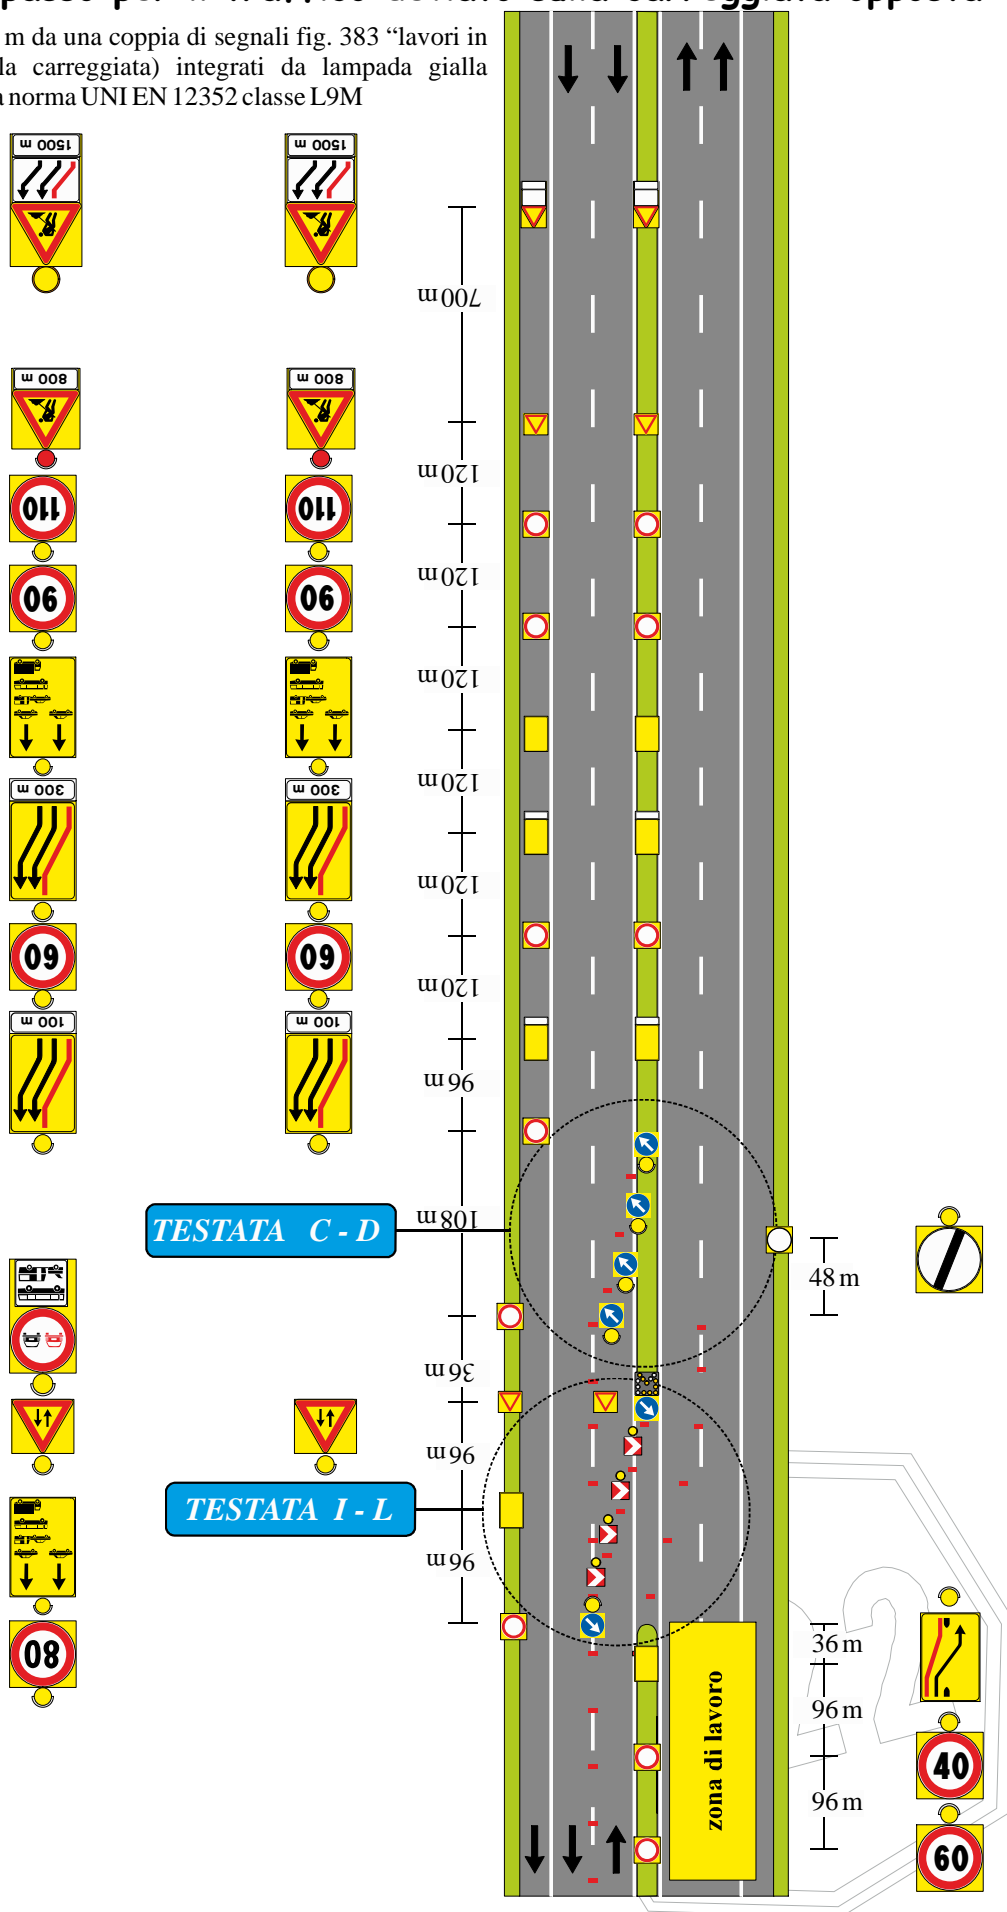 m da una coppia di segnali fig. 383 “lavori in
la carreggiata) integrati da lampada gialla
norma UNI EN 12352 classe L9M
1500 m
1500 m
700 m
800 m
800 m
120 m
110
110
120 m
90
90
120 m
120 m
300 m
300 m
120 m
60
60
120 m
100 m
100 m
96 m
TESTATA C - D
108 m
48 m
36 m
96 m
TESTATA I - L
96 m
80
36 m
zona di lavoro
96 m
40
96 m
60